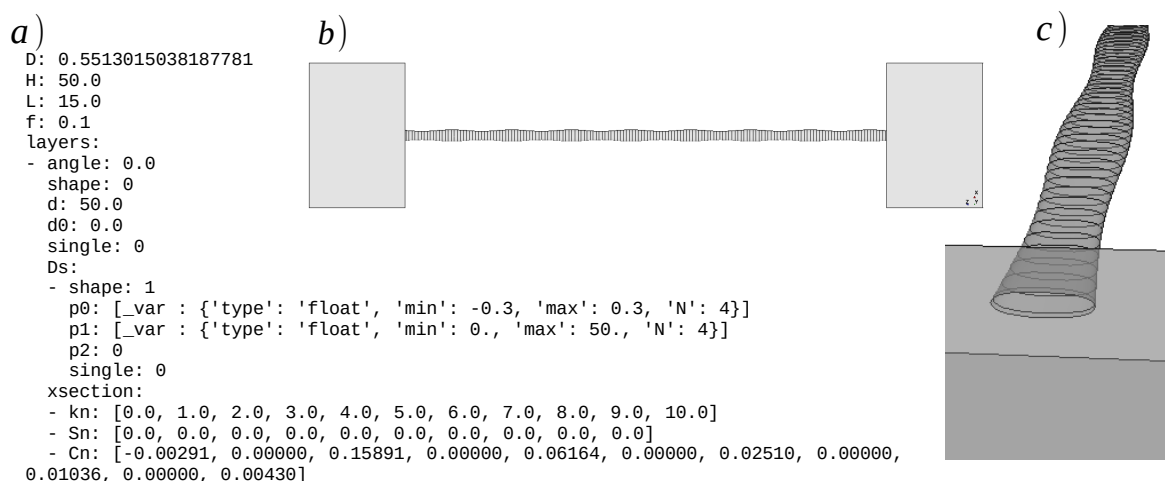 a)
D: 0.5513015038187781
H: 50.0
L: 15.0
f: 0.1
layers:
- angle: 0.0
  shape: 0
  d: 50.0
  d0: 0.0
  single: 0
  Ds:
  - shape: 1
    p0: [_var : {'type': 'float', 'min': -0.3, 'max': 0.3, 'N': 4}]
    p1: [_var : {'type': 'float', 'min': 0., 'max': 50., 'N': 4}]
    p2: 0
    single: 0
  xsection:
  - kn: [0.0, 1.0, 2.0, 3.0, 4.0, 5.0, 6.0, 7.0, 8.0, 9.0, 10.0]
  - Sn: [0.0, 0.0, 0.0, 0.0, 0.0, 0.0, 0.0, 0.0, 0.0, 0.0]
  - Cn: [-0.00291, 0.00000, 0.15891, 0.00000, 0.06164, 0.00000, 0.02510, 0.00000,
0.01036, 0.00000, 0.00430]
b)
x
z y
c)